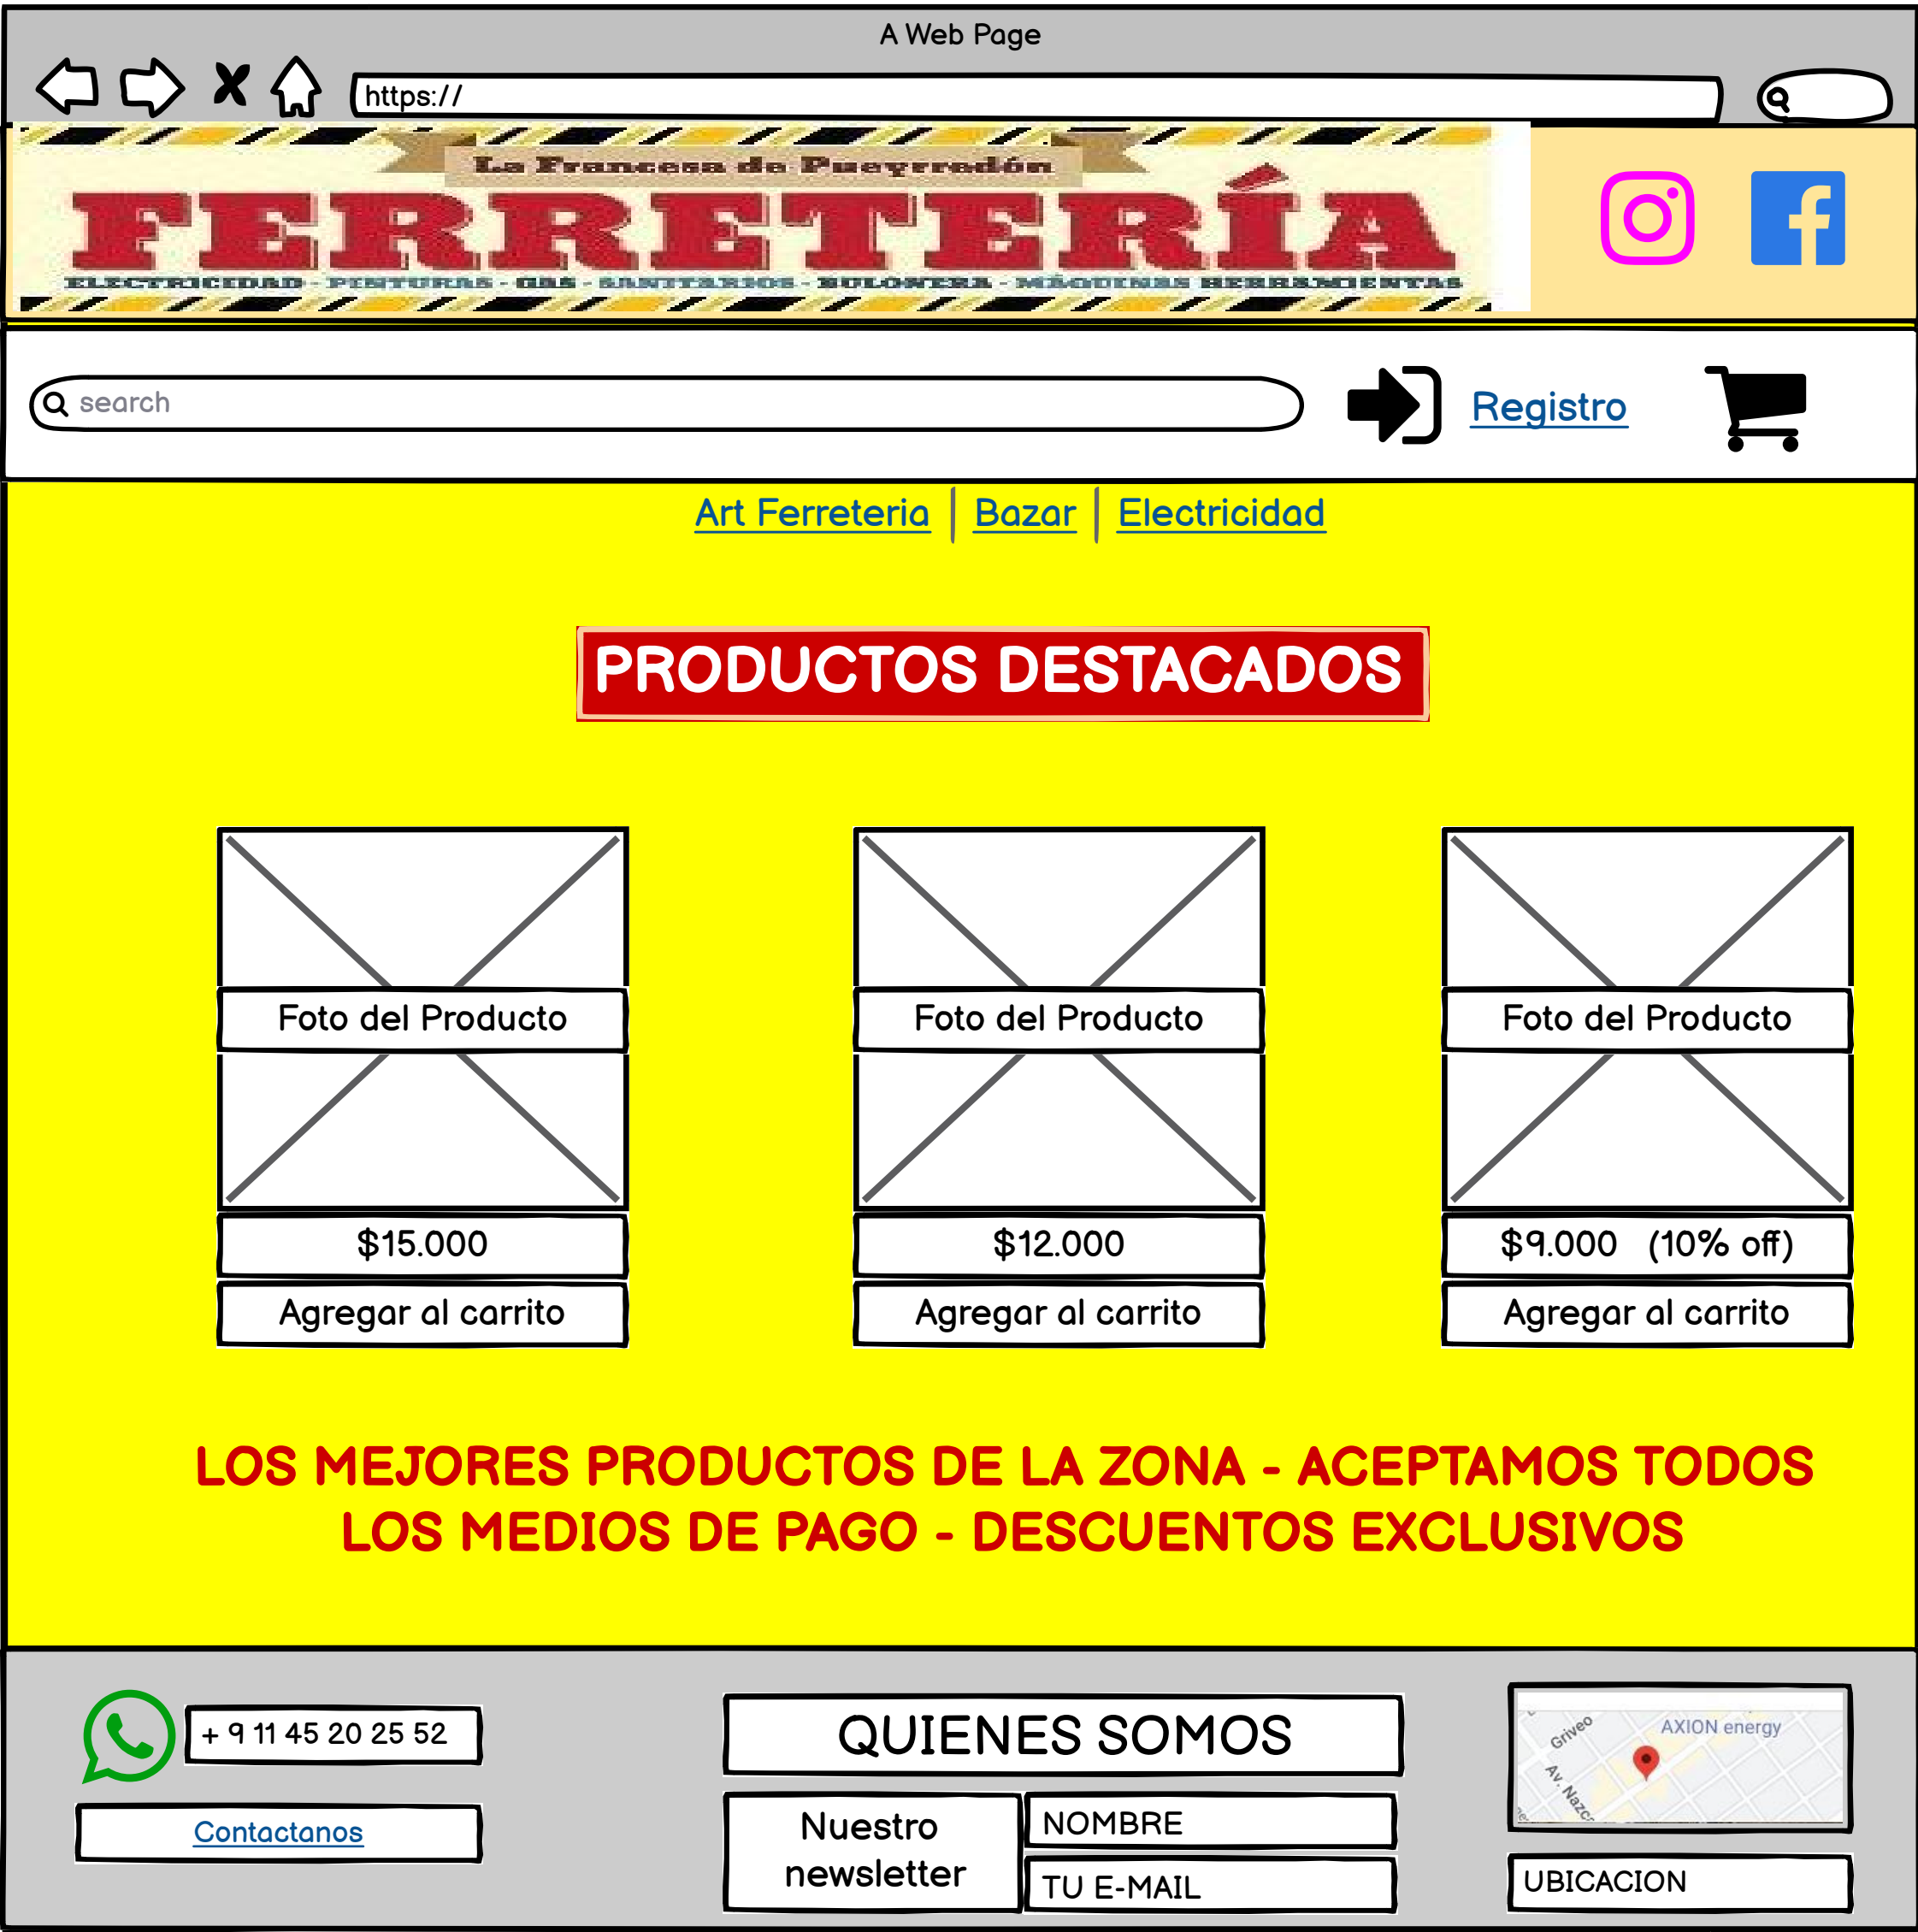 A Web Page
https://
La Francesa de Pueyrredón
FERRETERÍA
ELECTRICIDAD - PINTURAS - GAS - SANITARIOS - BULONERA - MÁQUINAS HERRAMIENTAS
search
Registro
Art Ferreteria | Bazar | Electricidad
PRODUCTOS DESTACADOS
Foto del Producto
Foto del Producto
Foto del Producto
$15.000
$12.000
$9.000 (10% off)
Agregar al carrito
Agregar al carrito
Agregar al carrito
LOS MEJORES PRODUCTOS DE LA ZONA - ACEPTAMOS TODOS
LOS MEDIOS DE PAGO - DESCUENTOS EXCLUSIVOS
+ 9 11 45 20 25 52
Contactanos
QUIENES SOMOS
Nuestro
newsletter
NOMBRE
TU E-MAIL
Griveo
AXION energy
Av. Nazc
UBICACION